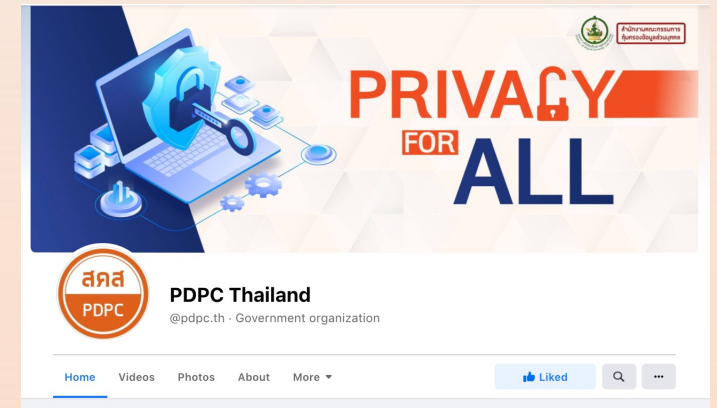 สำนักงานคณะกรรมการ
คุ้มครองข้อมูลส่วนบุคคล
PRIVACY
FOR
ALL
สคส
PDPC
PDPC Thailand
@pdpc.th · Government organization
Home
Videos
Photos
About
More
Liked